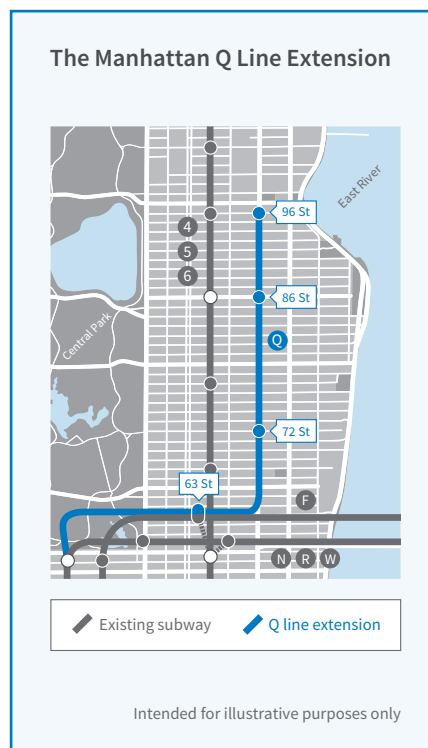 The Manhattan Q Line Extension
East River
96 St
4
5
6
86 St
Central Park
Q
72 St
63 St
F
N R W
Existing subway
Q line extension
Intended for illustrative purposes only